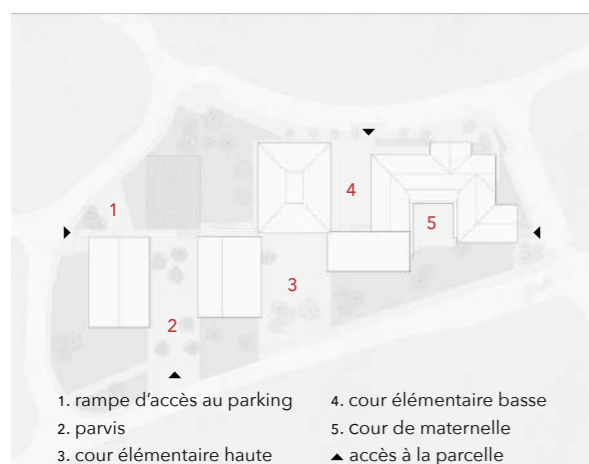 1
4
5
3
2
1. rampe d'accès au parking
2. parvis
3. cour élémentaire haute
4. cour élémentaire basse
5. cour de maternelle
▲ accès à la parcelle